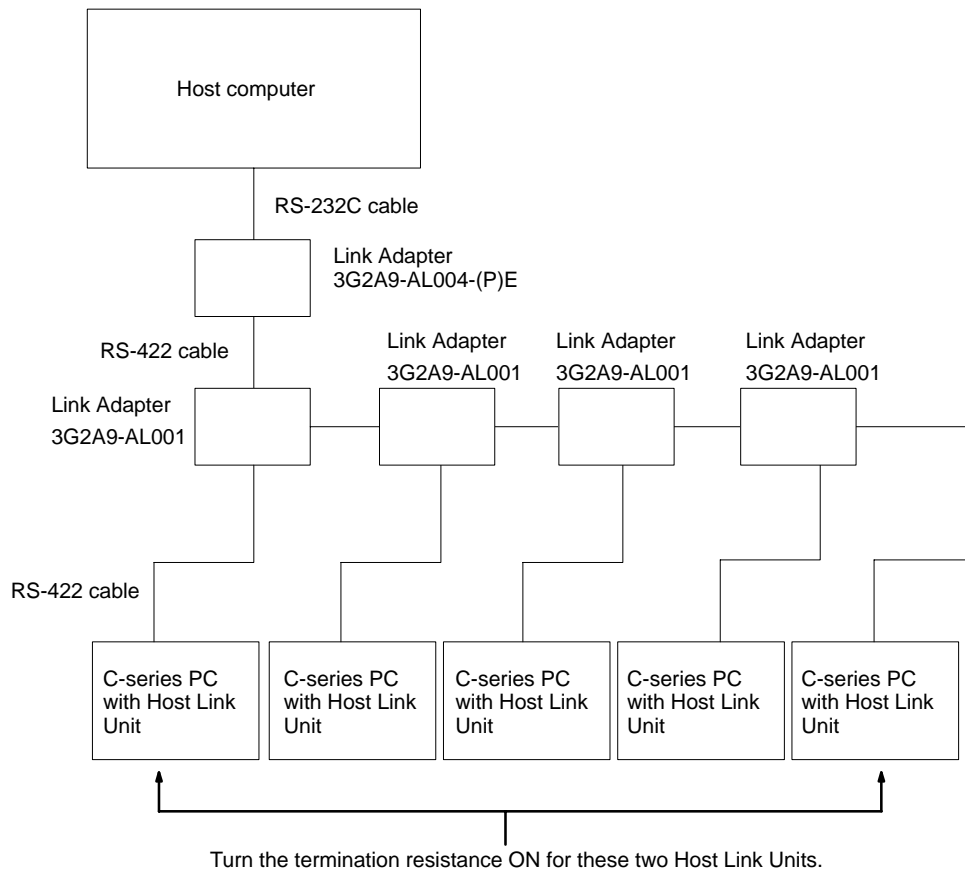 Host computer
RS-232C cable
Link Adapter
3G2A9-AL004-(P)E
RS-422 cable
Link Adapter
3G2A9-AL001
Link Adapter
3G2A9-AL001
Link Adapter
3G2A9-AL001
Link Adapter
3G2A9-AL001
RS-422 cable
C-series PC
with Host Link
Unit
C-series PC
with Host Link
Unit
C-series PC
with Host Link
Unit
C-series PC
with Host Link
Unit
C-series PC
with Host Link
Unit
Turn the termination resistance ON for these two Host Link Units.